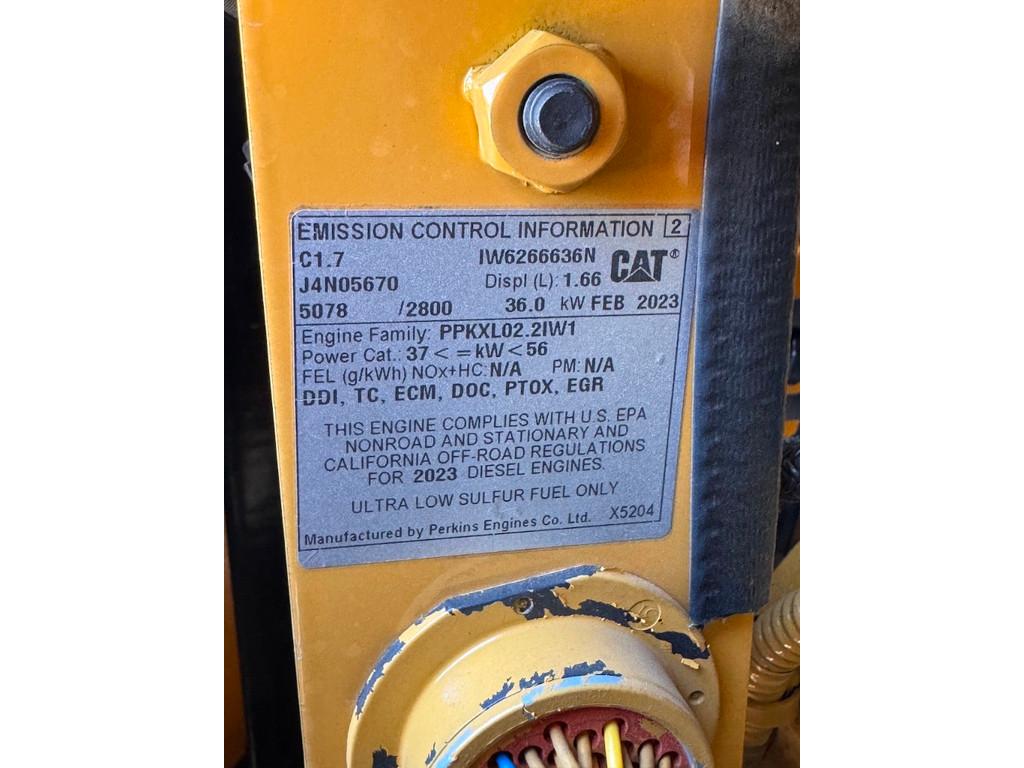 EMISSION CONTROL INFORMATION 2
C1.7 IW6266636N CAT®
J4N05670 Displ (L): 1.66
5078 /2800 36.0 kW FEB 2023
Engine Family: PPKXL02.2IW1
Power Cat.: 37 < = kW < 56
FEL (g/kWh) NOx+HC: N/A PM: N/A
DDI, TC, ECM, DOC, PTOX, EGR
THIS ENGINE COMPLIES WITH U.S. EPA
NONROAD AND STATIONARY AND
CALIFORNIA OFF-ROAD REGULATIONS
FOR 2023 DIESEL ENGINES.
ULTRA LOW SULFUR FUEL ONLY
Manufactured by Perkins Engines Co. Ltd. X5204